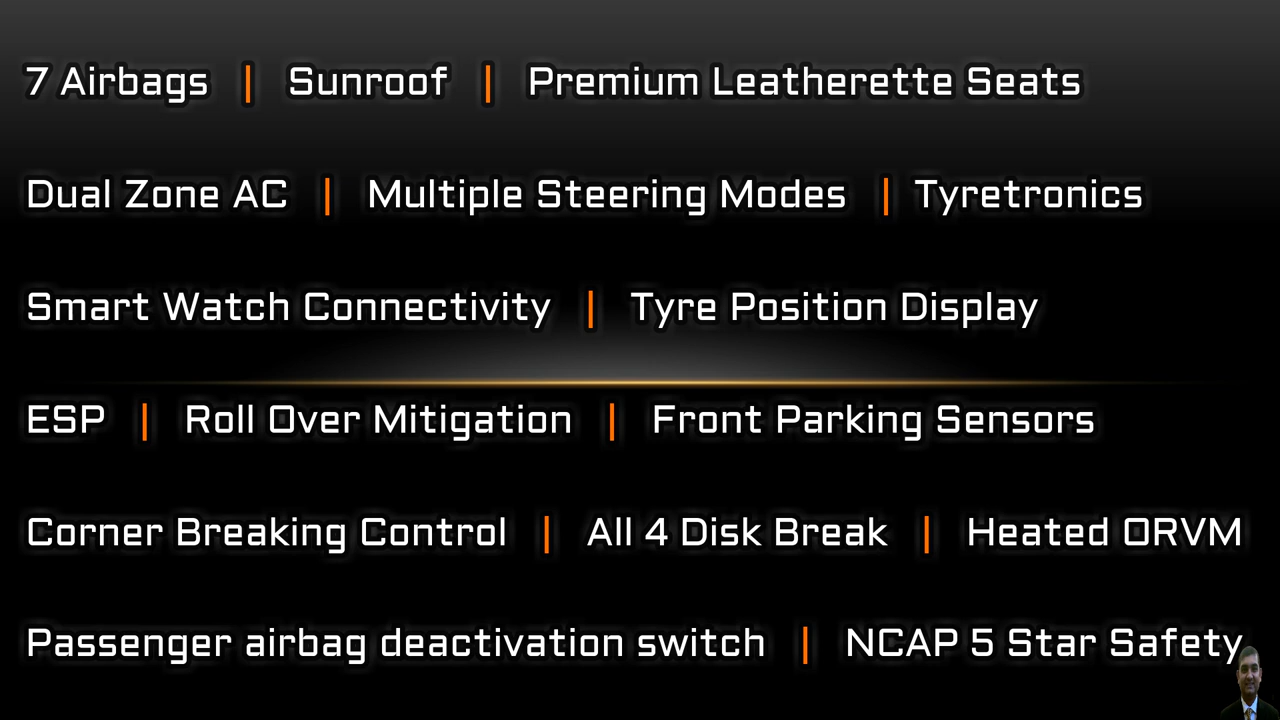 7 Airbags | Sunroof | Premium Leatherette Seats
Dual Zone AC | Multiple Steering Modes | Tyretronics
Smart Watch Connectivity | Tyre Position Display
ESP | Roll Over Mitigation | Front Parking Sensors
Corner Breaking Control | All 4 Disk Break | Heated ORVM
Passenger airbag deactivation switch | NCAP 5 Star Safety